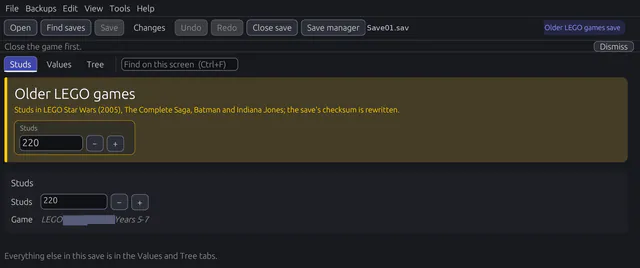 File Backups Edit View Tools Help
Open Find saves Save Changes Undo Redo Close save Save manager Save01.sav Older LEGO games save
Close the game first. Dismiss
Studs Values Tree Find on this screen (Ctrl+F)
Older LEGO games
Studs in LEGO Star Wars (2005), The Complete Saga, Batman and Indiana Jones; the save's checksum is rewritten.
Studs
220 − +
Studs
Studs 220 − +
Game LEGO Years 5-7
Everything else in this save is in the Values and Tree tabs.